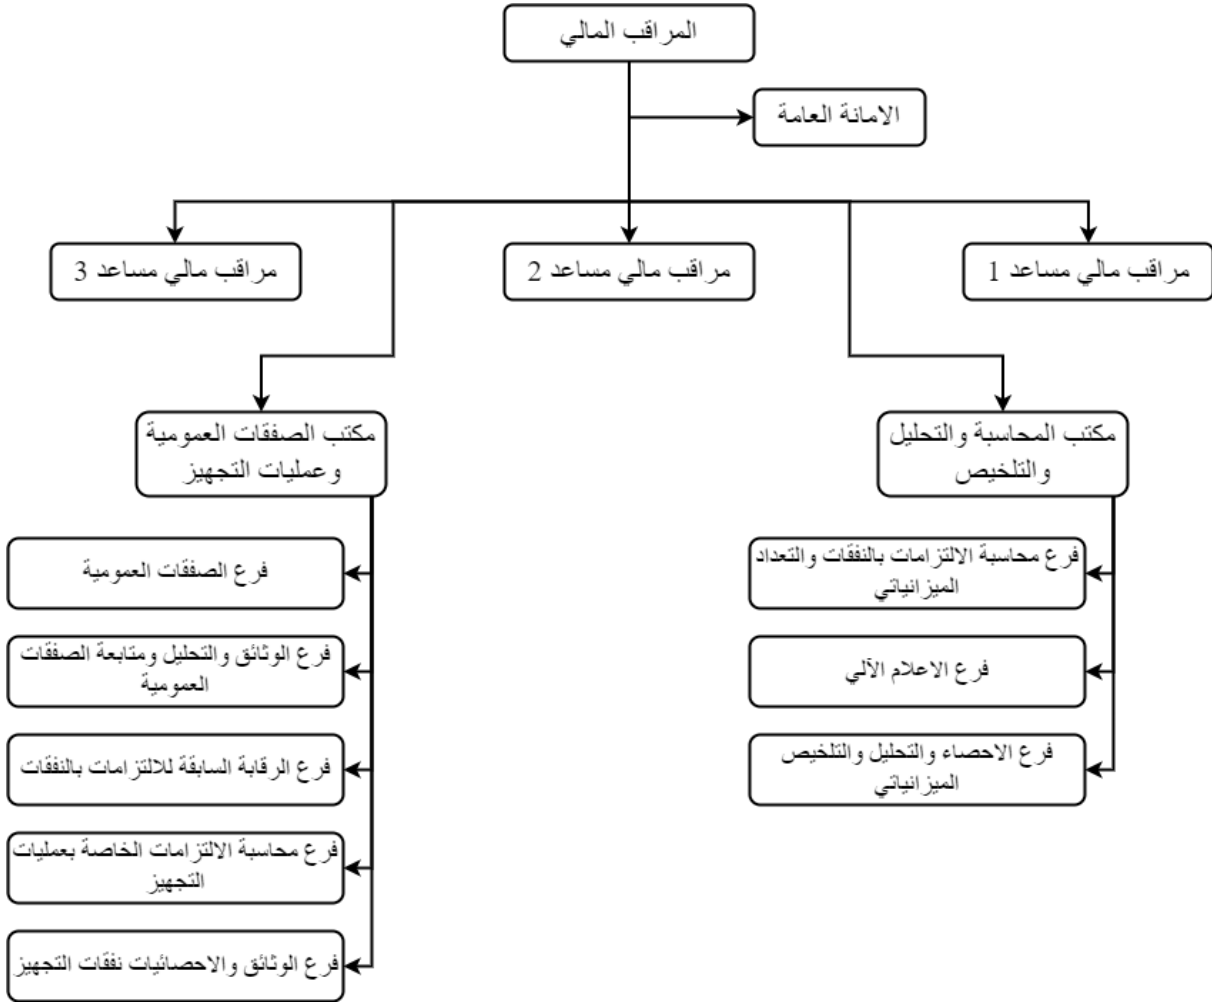 المراقب المالي
الامانة العامة
مراقب مالي مساعد 1
مراقب مالي مساعد 2
مراقب مالي مساعد 3
مكتب المحاسبة والتحليل
والتلخيص
فرع محاسبة الالتزامات بالنفقات والتعداد
الميزانياتي
فرع الاعلام الآلي
فرع الاحصاء والتحليل والتلخيص
الميزانياتي
مكتب الصفقات العمومية
وعمليات التجهيز
فرع الصفقات العمومية
فرع الوثائق والتحليل ومتابعة الصفقات
العمومية
فرع الرقابة السابقة للالتزامات بالنفقات
فرع محاسبة الالتزامات الخاصة بعمليات
التجهيز
فرع الوثائق والاحصائيات نفقات التجهيز